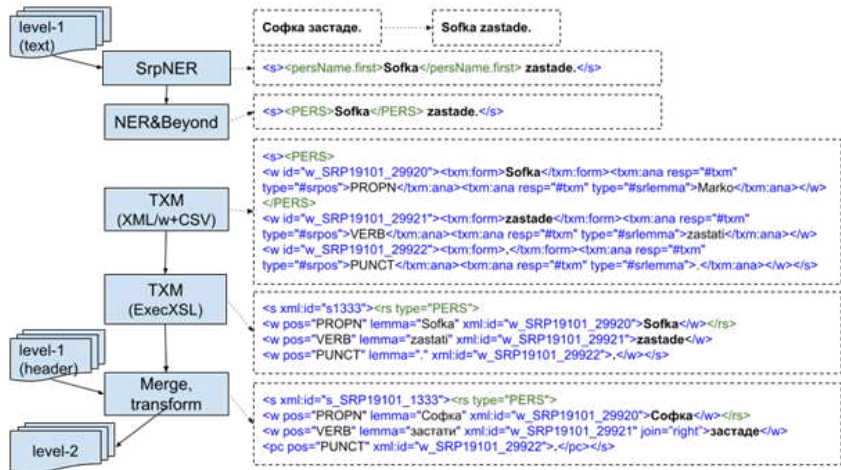 level-1
(text)
Софка застаде.
Sofka zastade.
SrpNER
<s><persName.first>Sofka</persName.first> zastade.</s>
NER&Beyond
<s><PERS>Sofka</PERS> zastade.</s>
TXM
(XML/w+CSV)
<s><PERS>
<w id="w_SRP19101_29920"><txm:form>Sofka</txm:form><txm:ana resp="#txm"
type="#srpos">PROPN</txm:ana><txm:ana resp="#txm" type="#srlemma">Marko</txm:ana></w>
</PERS>
<w id="w_SRP19101_29921"><txm:form>zastade</txm:form><txm:ana resp="#txm"
type="#srpos">VERB</txm:ana><txm:ana resp="#txm" type="#srlemma">zastati</txm:ana></w>
<w id="w_SRP19101_29922"><txm:form>.</txm:form><txm:ana resp="#txm"
type="#srpos">PUNCT</txm:ana><txm:ana resp="#txm" type="#srlemma">.</txm:ana></w></s>
TXM
(ExecXSL)
<s xml:id="s1333"><rs type="PERS">
<w pos="PROPN" lemma="Sofka" xml:id="w_SRP19101_29920">Sofka</w></rs>
<w pos="VERB" lemma="zastati" xml:id="w_SRP19101_29921">zastade</w>
<w pos="PUNCT" lemma="." xml:id="w_SRP19101_29922">.</w></s>
level-1
(header)
Merge,
transform
<s xml:id="s_SRP19101_1333"><rs type="PERS">
<w pos="PROPN" lemma="Софка" xml:id="w_SRP19101_29920">Софка</w></rs>
<w pos="VERB" lemma="застати" xml:id="w_SRP19101_29921" join="right">застаде</w>
<pc pos="PUNCT" xml:id="w_SRP19101_29922">.</pc></s>
level-2